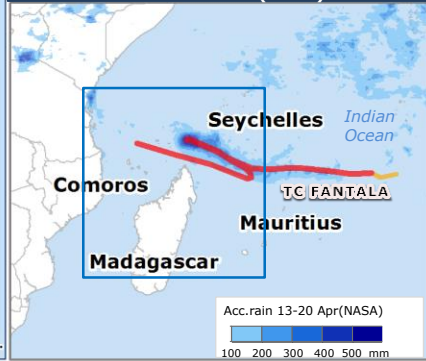 Seychelles
Indian
Ocean
Comoros
TC FANTALA
Mauritius
Madagascar
Acc.rain 13-20 Apr(NASA)
100 200 300 400 500 mm